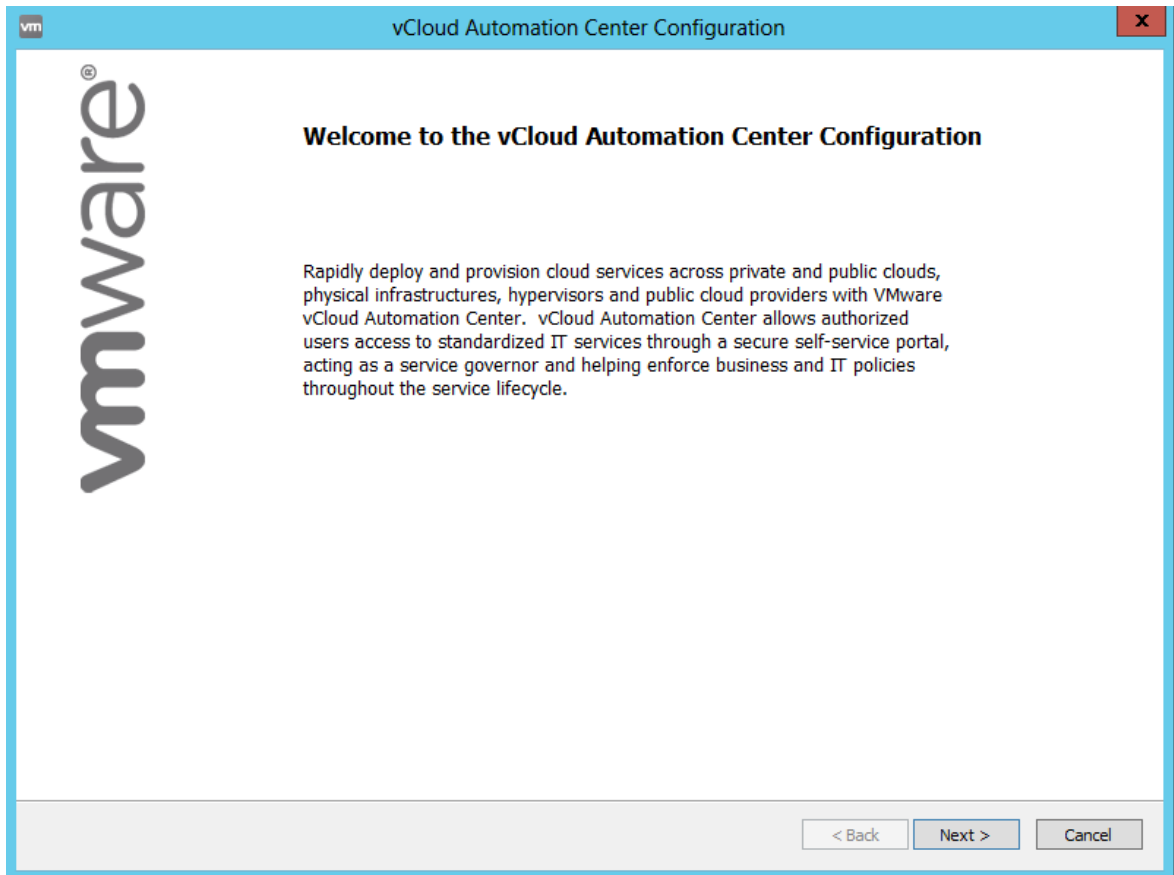 vm
vCloud Automation Center Configuration
x
vmware®
Welcome to the vCloud Automation Center Configuration
Rapidly deploy and provision cloud services across private and public clouds,
physical infrastructures, hypervisors and public cloud providers with VMware
vCloud Automation Center.  vCloud Automation Center allows authorized
users access to standardized IT services through a secure self-service portal,
acting as a service governor and helping enforce business and IT policies
throughout the service lifecycle.
< Back Next > Cancel